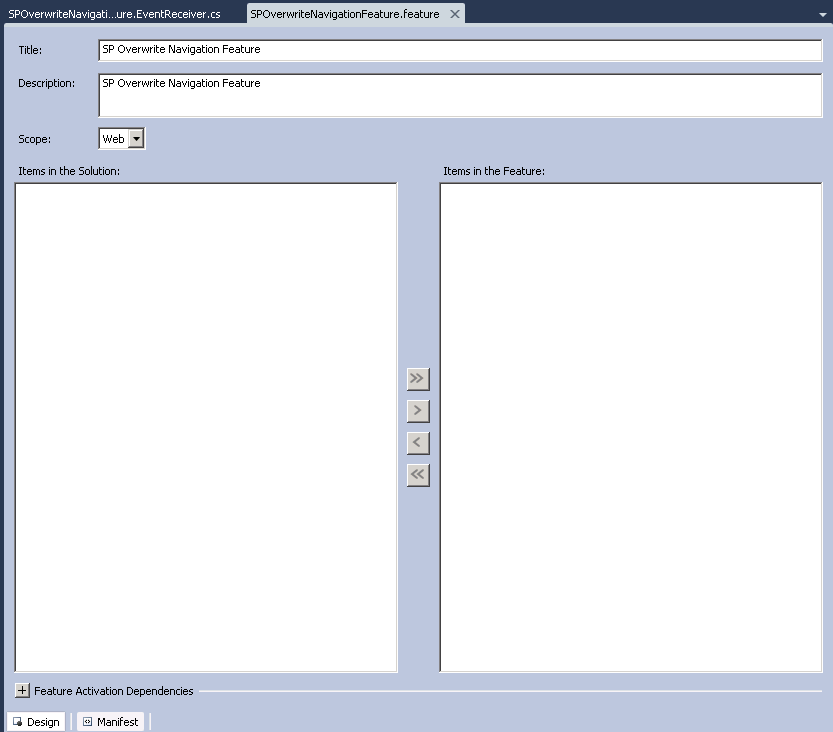 SPOverwriteNavigati...ure.EventReceiver.cs
SPOverwriteNavigationFeature.feature
Title:
SP Overwrite Navigation Feature
Description:
SP Overwrite Navigation Feature
Scope:
Web
Items in the Solution:
Items in the Feature:
Feature Activation Dependencies
Design
Manifest